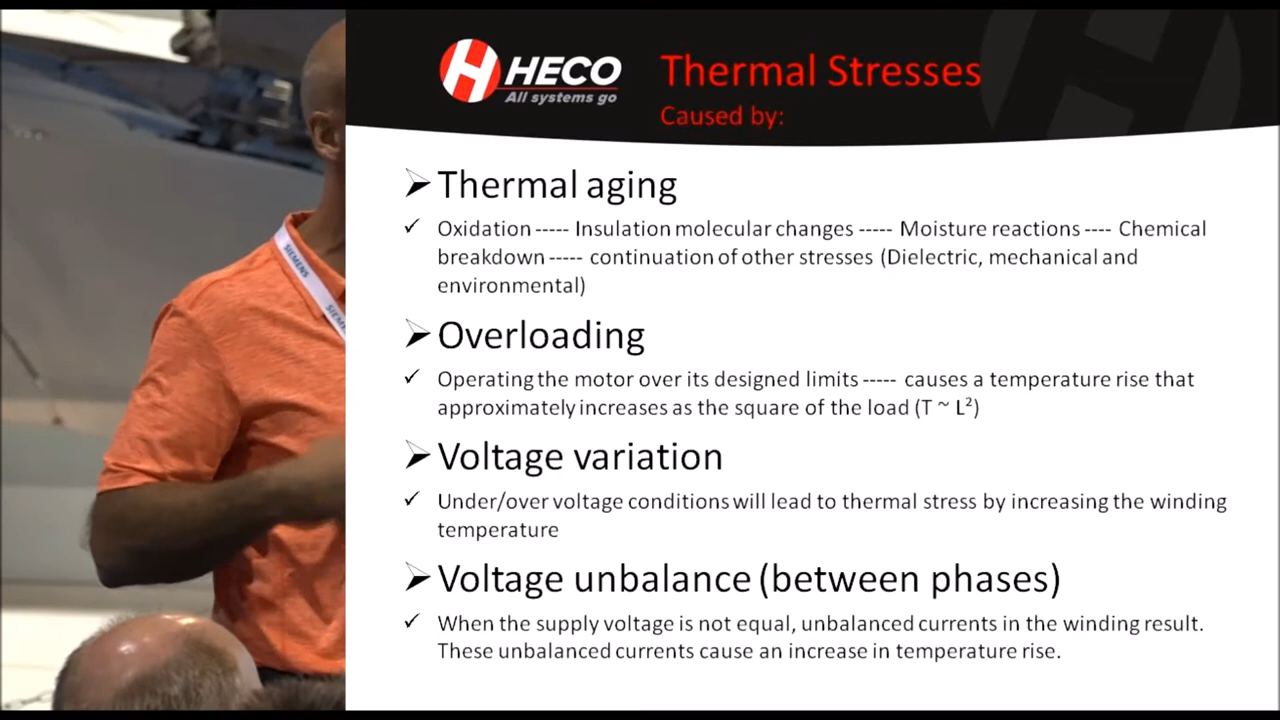 HECO
All systems go
Thermal Stresses
Caused by:
Thermal aging
Oxidation ----- Insulation molecular changes ----- Moisture reactions ---- Chemical
breakdown ----- continuation of other stresses (Dielectric, mechanical and
environmental)
Overloading
Operating the motor over its designed limits ----- causes a temperature rise that
approximately increases as the square of the load (T ~ L²)
Voltage variation
Under/over voltage conditions will lead to thermal stress by increasing the winding
temperature
Voltage unbalance (between phases)
When the supply voltage is not equal, unbalanced currents in the winding result.
These unbalanced currents cause an increase in temperature rise.
SIEMENS
SIEME